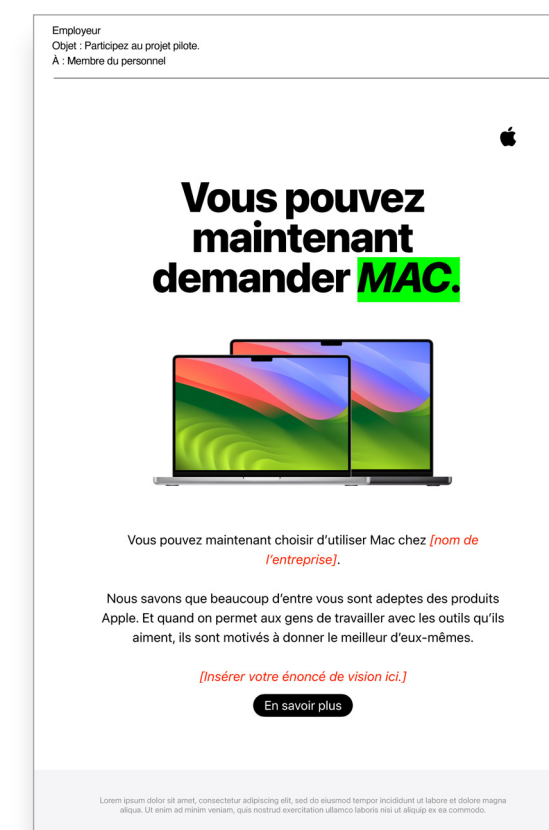 Employeur
Objet : Participez au projet pilote.
À : Membre du personnel
Vous pouvez
maintenant
demander MAC.
Vous pouvez maintenant choisir d’utiliser Mac chez [nom de
l’entreprise].
Nous savons que beaucoup d’entre vous sont adeptes des produits
Apple. Et quand on permet aux gens de travailler avec les outils qu’ils
aiment, ils sont motivés à donner le meilleur d’eux-mêmes.
[Insérer votre énoncé de vision ici.]
En savoir plus
Lorem ipsum dolor sit amet, consectetur adipiscing elit, sed do eiusmod tempor incididunt ut labore et dolore magna
aliqua. Ut enim ad minim veniam, quis nostrud exercitation ullamco laboris nisi ut aliquip ex ea commodo.